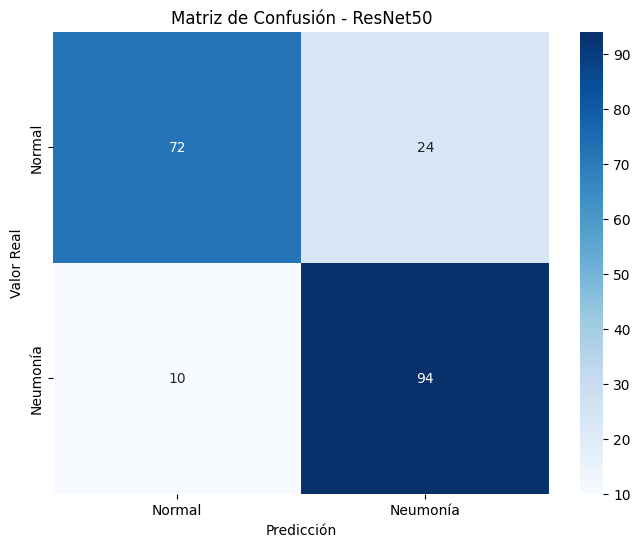 Matriz de Confusión - ResNet50
Valor Real
Normal
72
24
Neumonía
10
94
Normal
Neumonía
Predicción
90
80
70
60
50
40
30
20
10